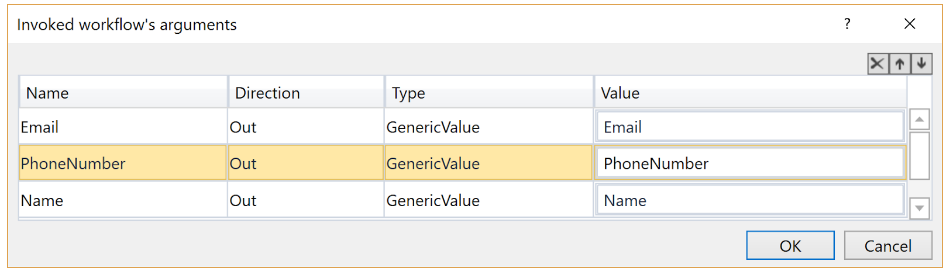 Invoked workflow's arguments ?
Name Direction Type Value
Email Out GenericValue Email
PhoneNumber Out GenericValue PhoneNumber
Name Out GenericValue Name
OK Cancel